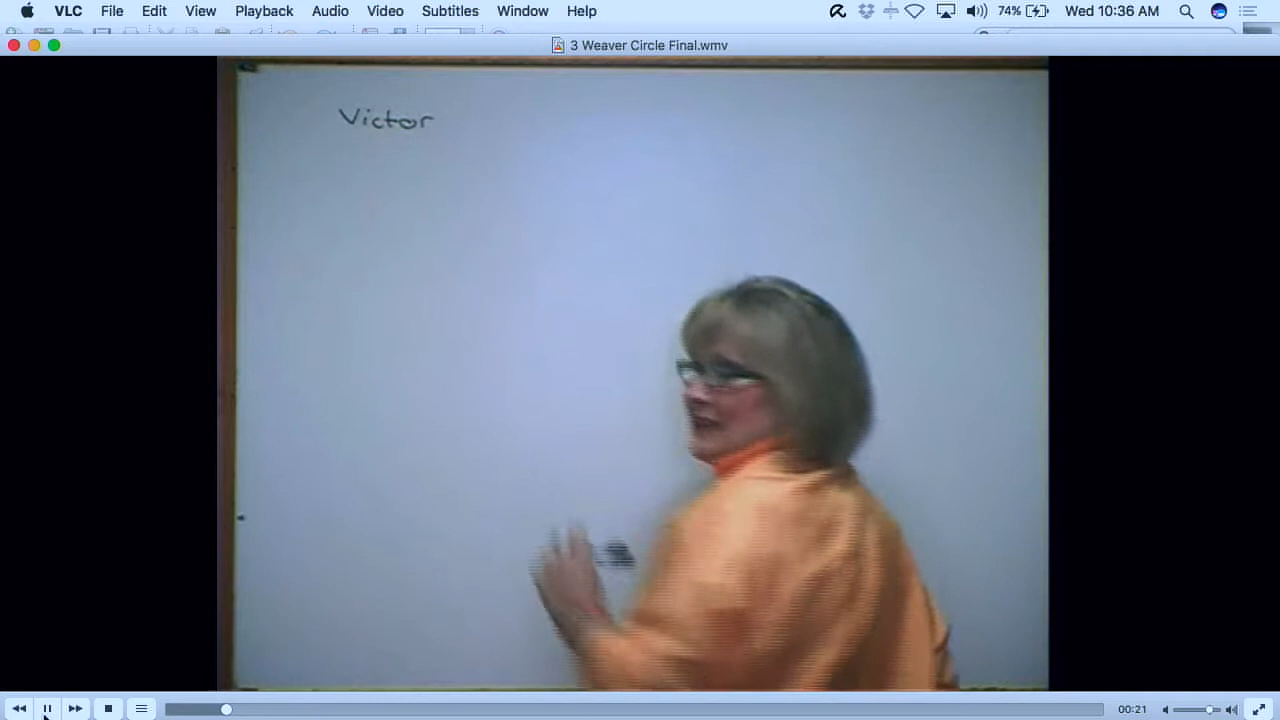 VLC File Edit View Playback Audio Video Subtitles Window Help 74% Wed 10:36 AM
3 Weaver Circle Final.wmv
Victor
00:21